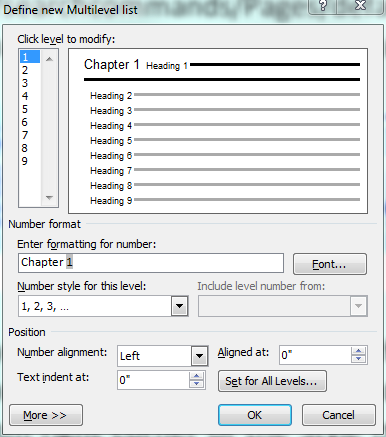 Define new Multilevel list
Click level to modify:
1
2
3
4
5
6
7
8
9
Chapter 1 Heading 1
Heading 2
Heading 3
Heading 4
Heading 5
Heading 6
Heading 7
Heading 8
Heading 9
Number format
Enter formatting for number:
Chapter 1
Font...
Number style for this level:
Include level number from:
1, 2, 3, ...
Position
Number alignment:
Left
Aligned at:
0"
Text indent at:
0"
Set for All Levels...
More >>
OK
Cancel